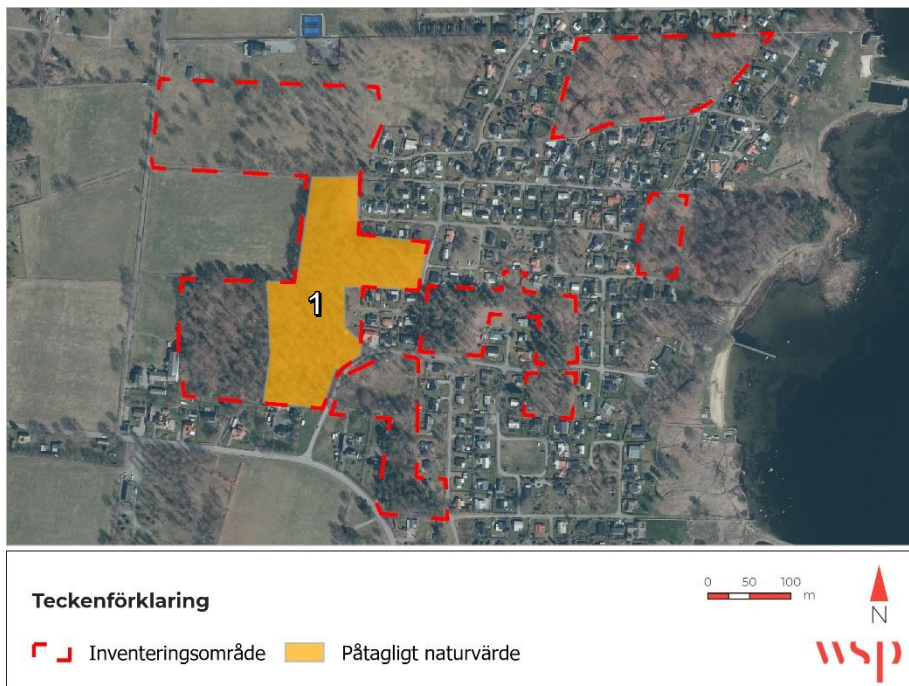 1
Teckenförklaring
Inventeringsområde Påtagligt naturvärde
0 50 100
m
N
wsp